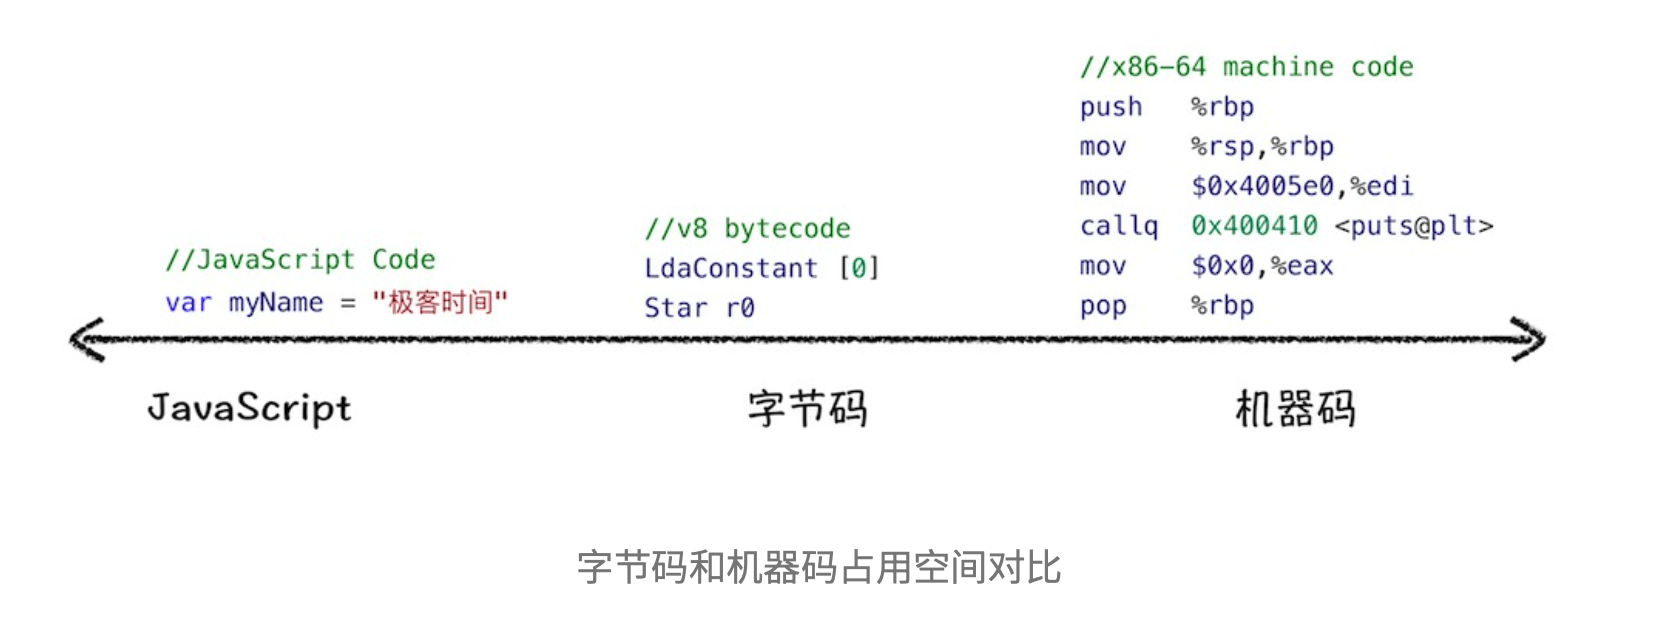 //JavaScript Code
var myName = "极客时间"
//v8 bytecode
LdaConstant [0]
Star r0
//x86-64 machine code
push %rbp
mov %rsp,%rbp
mov $0x4005e0,%edi
callq 0x400410 <puts@plt>
mov $0x0,%eax
pop %rbp
JavaScript
字节码
机器码
字节码和机器码占用空间对比